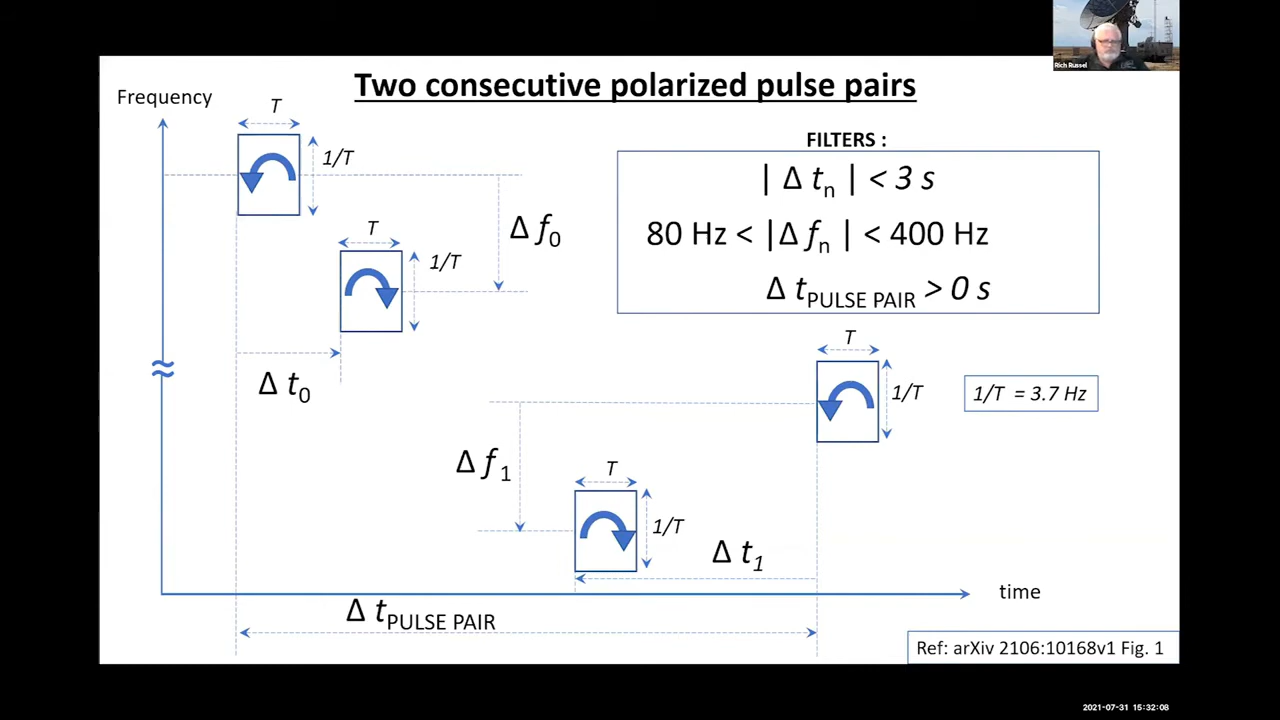 Rich Russel
Two consecutive polarized pulse pairs
Frequency
T
1/T
FILTERS :
| Δ tn | < 3 s
80 Hz < |Δ fn | < 400 Hz
Δ tPULSE PAIR > 0 s
Δ f0
T
1/T
Δ t0
T
1/T
1/T = 3.7 Hz
Δ f1
T
1/T
Δ t1
time
Δ tPULSE PAIR
Ref: arXiv 2106:10168v1 Fig. 1
2021-07-31 15:32:08